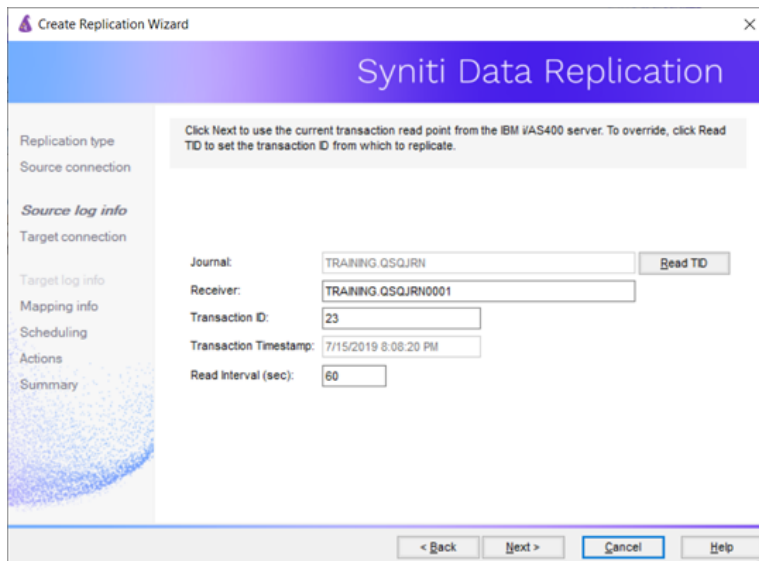 Create Replication Wizard
Syniti Data Replication
Replication type
Source connection
Source log info
Target connection
Target log info
Mapping info
Scheduling
Actions
Summary
Click Next to use the current transaction read point from the IBM i/AS400 server. To override, click Read
TID to set the transaction ID from which to replicate.
Journal: TRAINING.QSQJRN Read TID
Receiver: TRAINING.QSQJRN0001
Transaction ID: 23
Transaction Timestamp: 7/15/2019 8:08:20 PM
Read Interval (sec): 60
< Back Next > Cancel Help